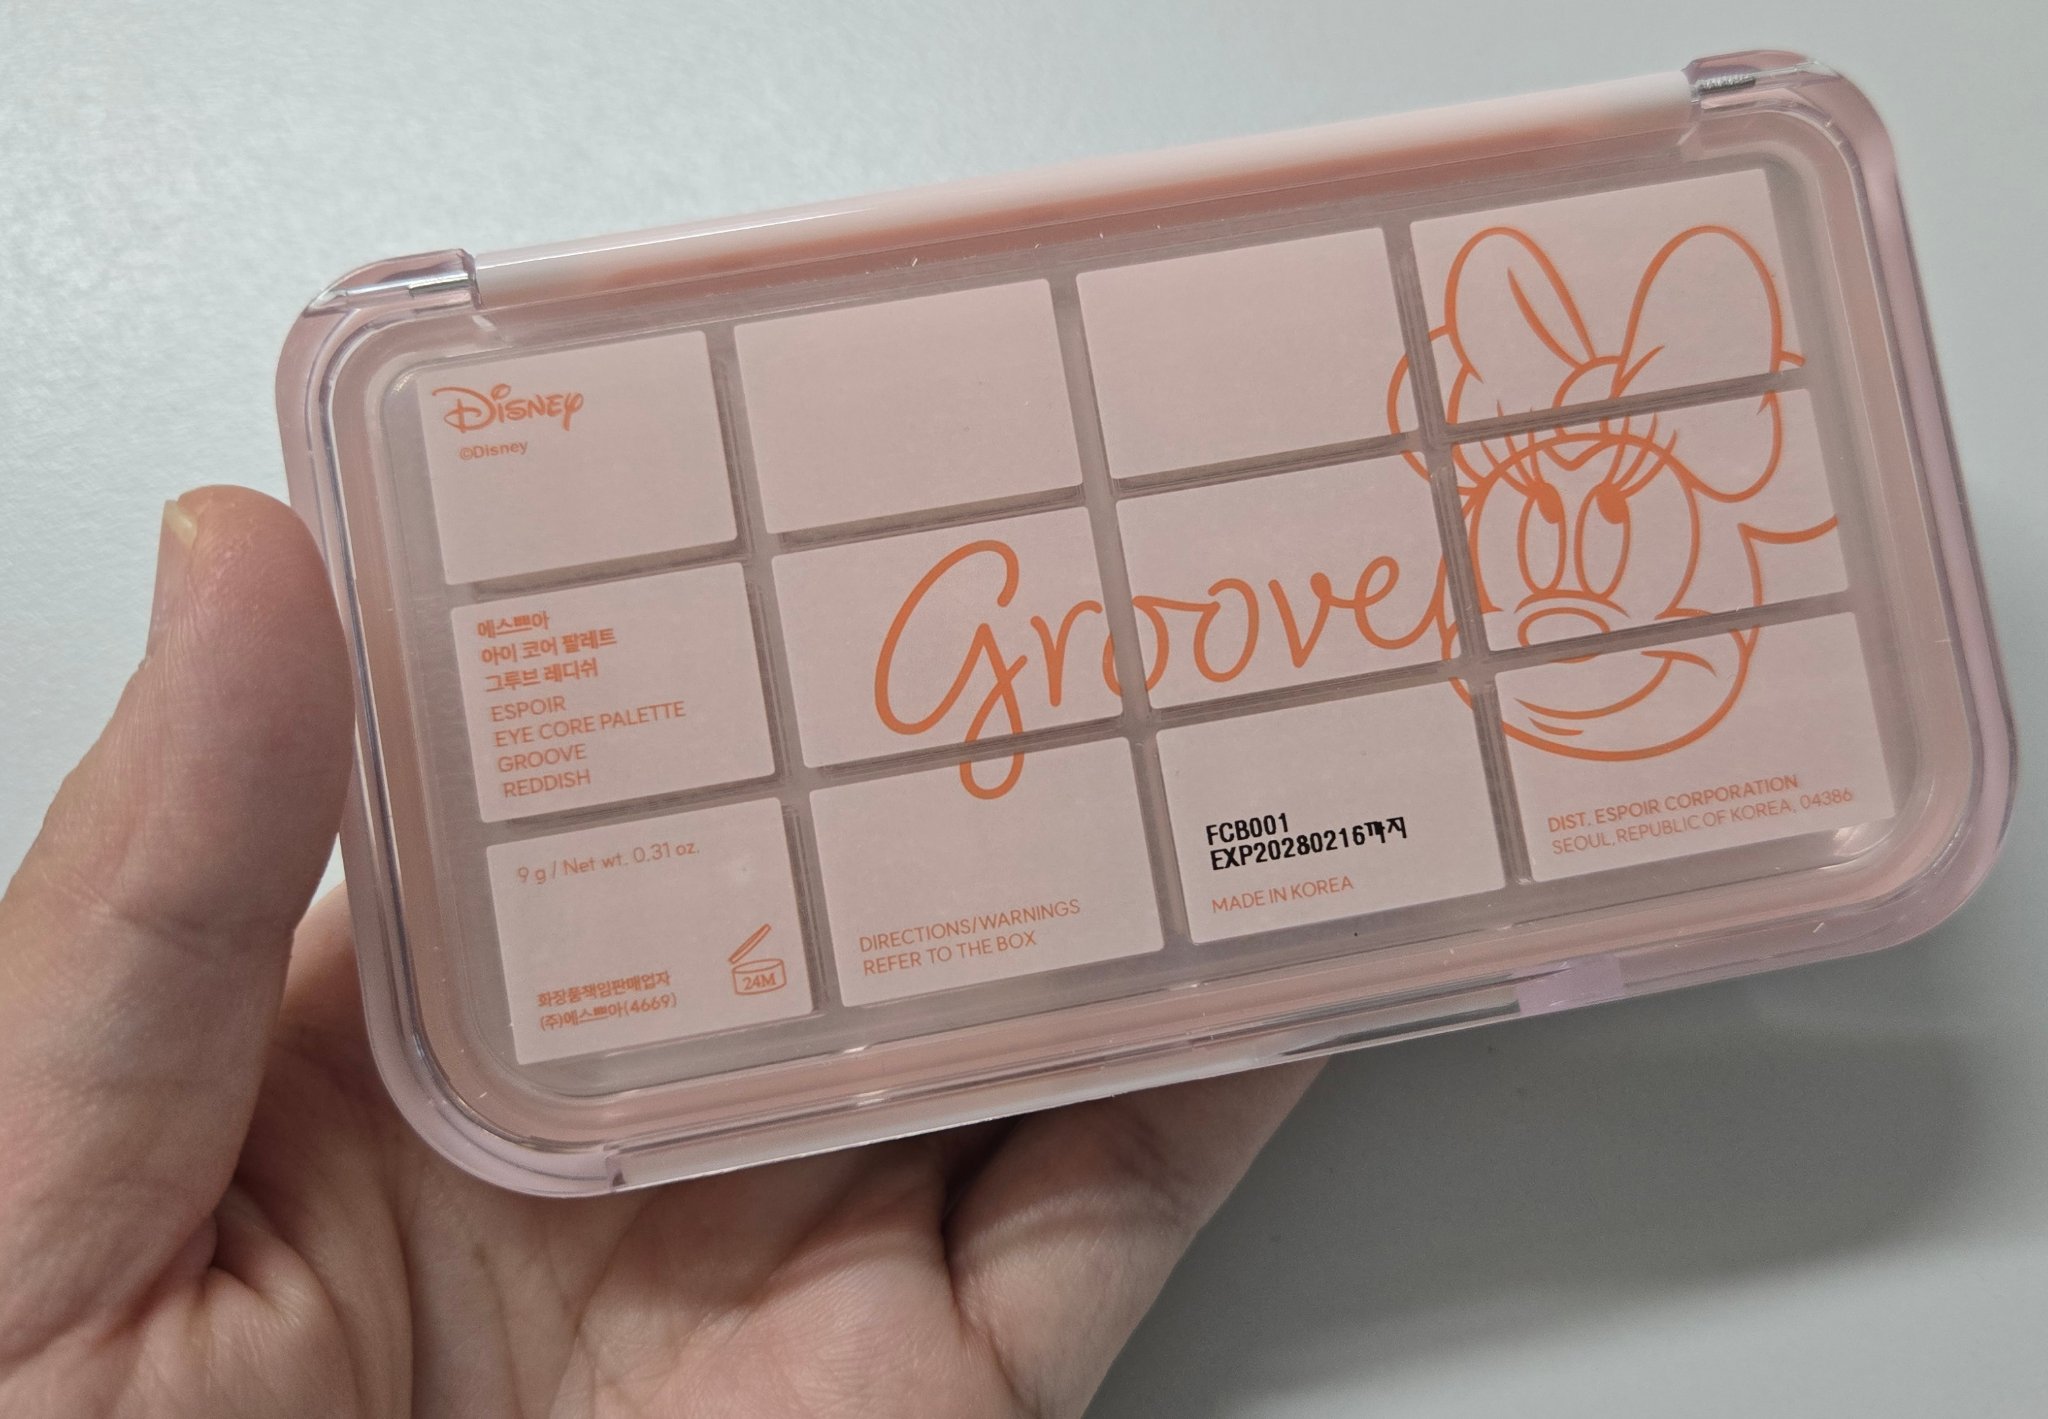 Disney
©Disney
Groove
에스쁘아
아이 코어 팔레트
그루브 레디쉬
ESPOIR
EYE CORE PALETTE
GROOVE
REDDISH
9 g / Net wt. 0.31 oz.
화장품책임판매업자
(주)에스쁘아(4669)
24M
DIRECTIONS/WARNINGS
REFER TO THE BOX
FCB001
EXP20280216까지
MADE IN KOREA
DIST. ESPOIR CORPORATION
SEOUL, REPUBLIC OF KOREA, 04386